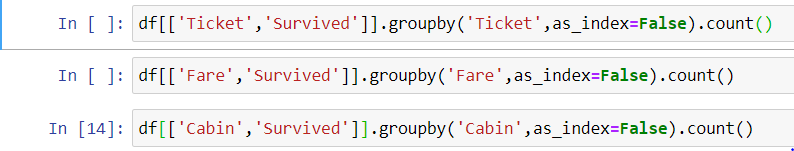 In [ ]: df[['Ticket','Survived']].groupby('Ticket',as_index=False).count()
In [ ]: df[['Fare','Survived']].groupby('Fare',as_index=False).count()
In [14]: df[['Cabin','Survived']].groupby('Cabin',as_index=False).count()